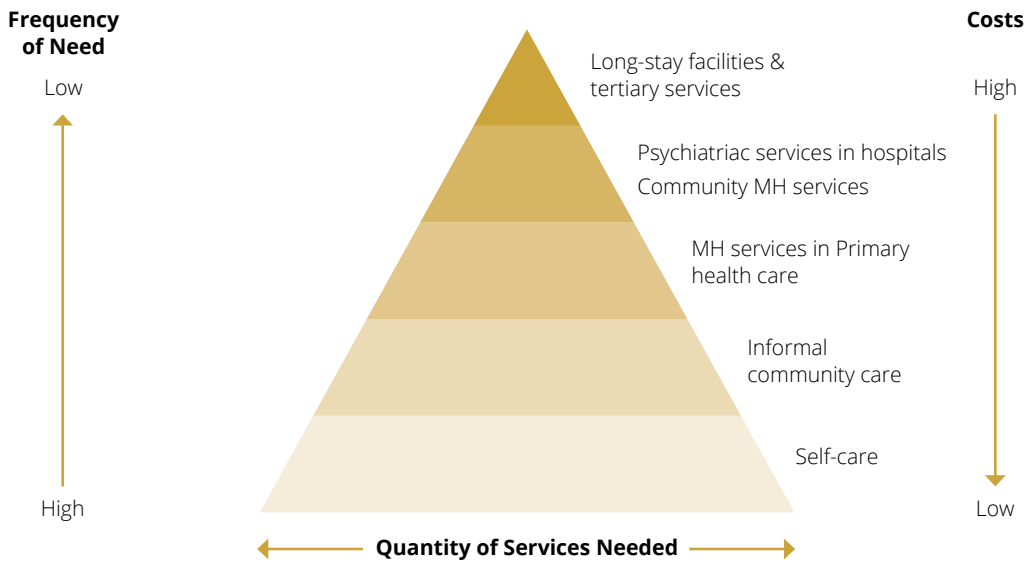 Frequency
of Need
Low
High
Long-stay facilities &
tertiary services
Psychiatriac services in hospitals
Community MH services
MH services in Primary
health care
Informal
community care
Self-care
Costs
High
Low
Quantity of Services Needed